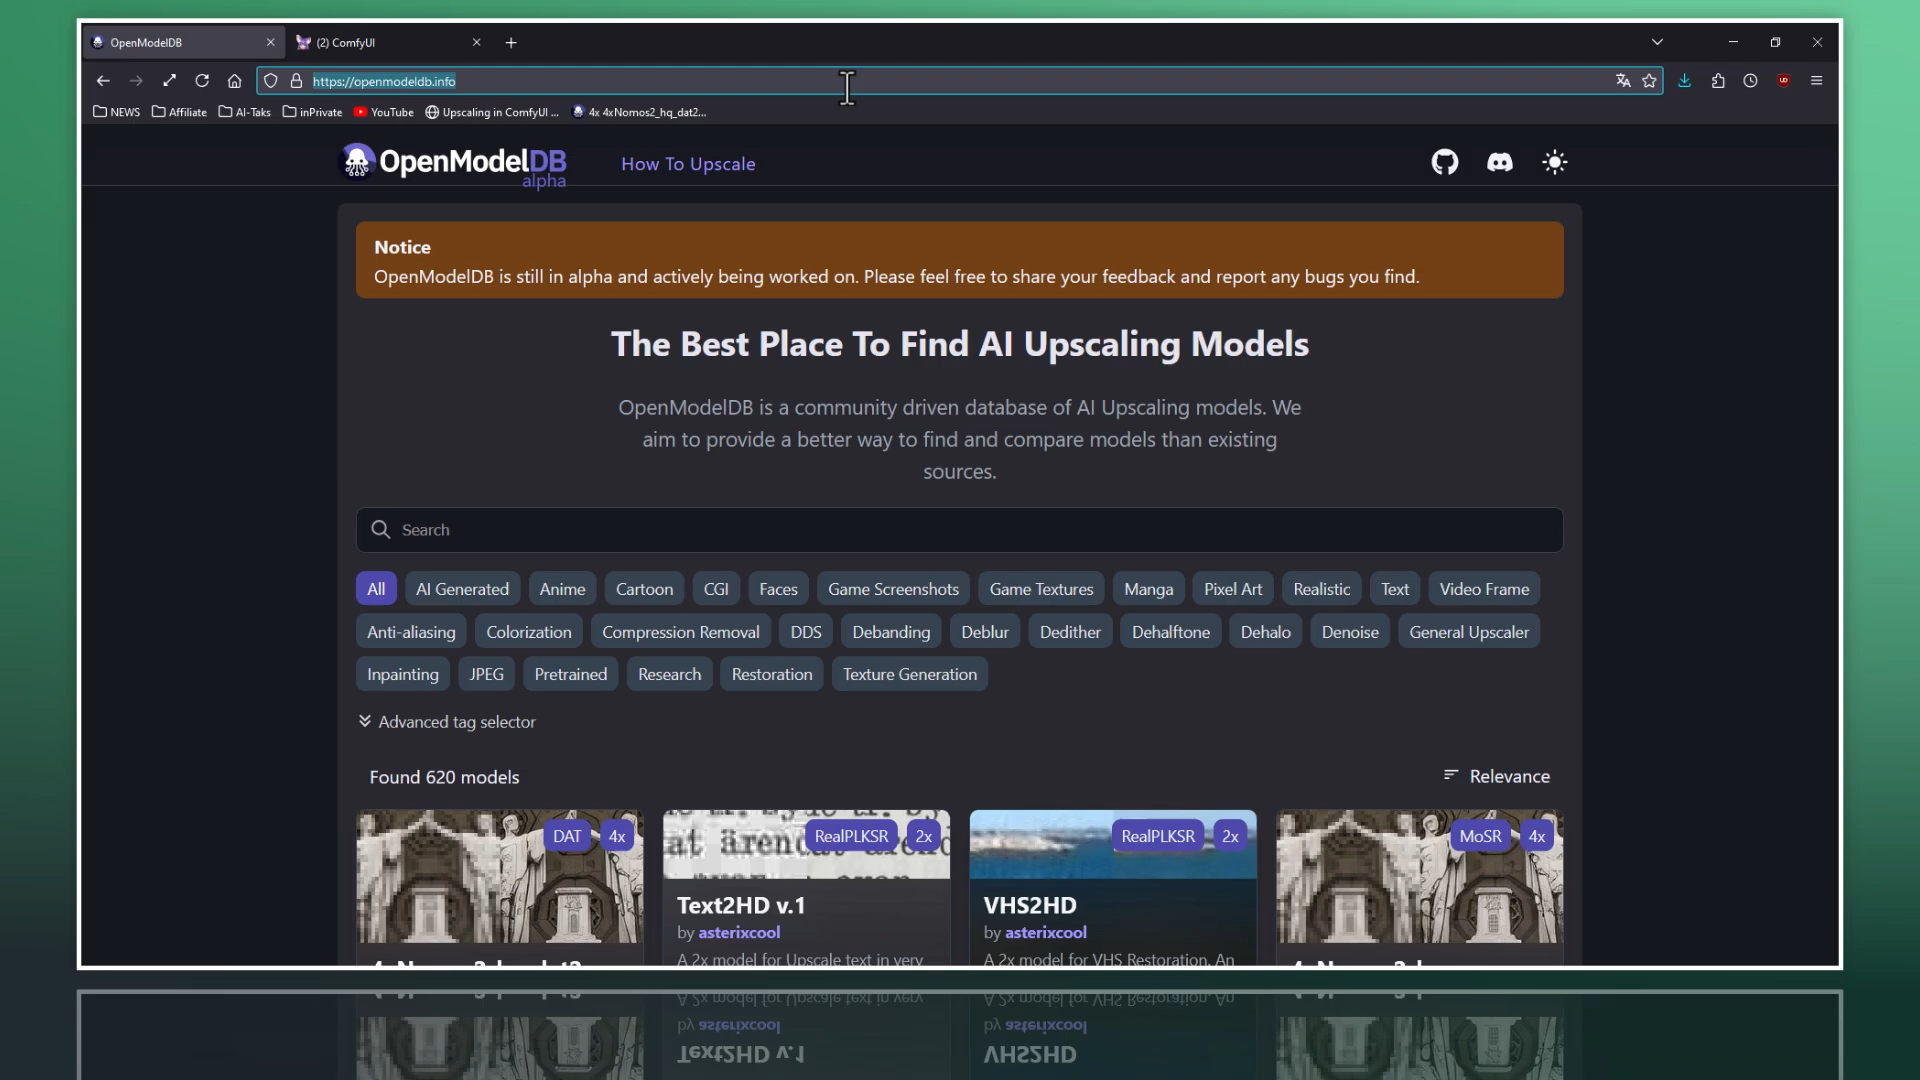 OpenModelDB
(2) ComfyUI
https://openmodeldb.info
NEWS
Affiliate
AI-Taks
inPrivate
YouTube
Upscaling in ComfyUI ...
4x 4xNomos2_hq_dat2...
OpenModelDB
alpha
How To Upscale
Notice
OpenModelDB is still in alpha and actively being worked on. Please feel free to share your feedback and report any bugs you find.
The Best Place To Find AI Upscaling Models
OpenModelDB is a community driven database of AI Upscaling models. We
aim to provide a better way to find and compare models than existing
sources.
Search
All AI Generated Anime Cartoon CGI Faces Game Screenshots Game Textures Manga Pixel Art Realistic Text Video Frame
Anti-aliasing Colorization Compression Removal DDS Debanding Deblur Dedither Dehalftone Dehalo Denoise General Upscaler
Inpainting JPEG Pretrained Research Restoration Texture Generation
Advanced tag selector
Found 620 models
Relevance
DAT 4x
RealPLKSR 2x
RealPLKSR 2x
MoSR 4x
Text2HD v.1
by asterixcool
A 2x model for Upscale text in very
VHS2HD
by asterixcool
A 2x model for VHS Restoration. An